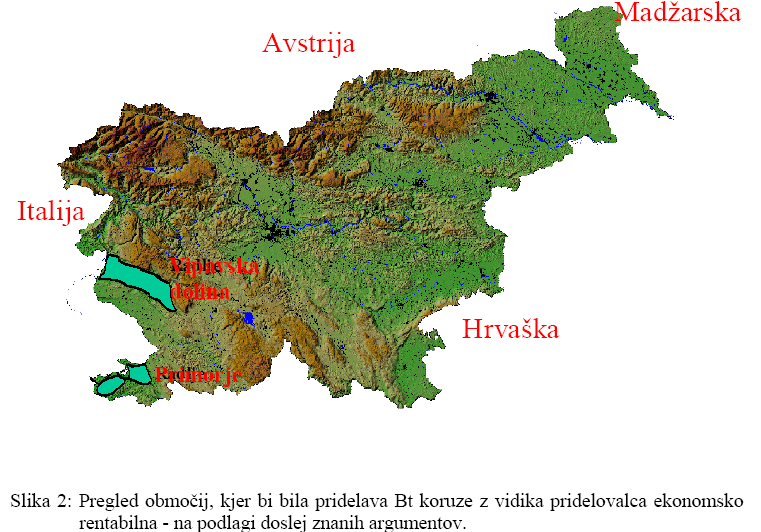 Madžarska
Avstrija
Italija
Vipavska
dolina
Hrvaška
Primorje
Slika 2: Pregled območij, kjer bi bila pridelava Bt koruze z vidika pridelovalca ekonomsko
rentabilna - na podlagi doslej znanih argumentov.